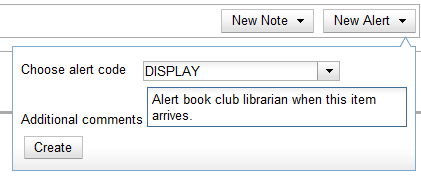 New Note New Alert
Choose alert code DISPLAY
Alert book club librarian when this item
arrives.
Additional comments
Create